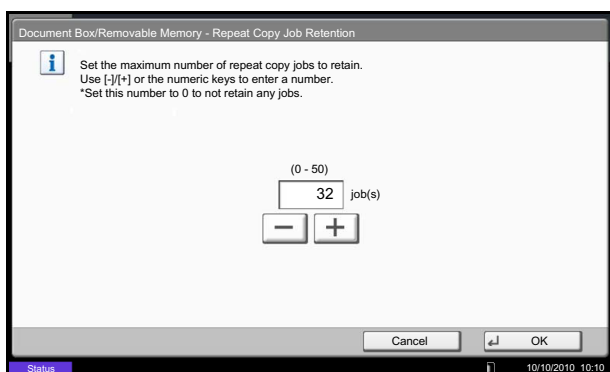 Document Box/Removable Memory - Repeat Copy Job Retention
Set the maximum number of repeat copy jobs to retain.
Use [-]/[+] or the numeric keys to enter a number.
*Set this number to 0 to not retain any jobs.
(0 - 50)
32 job(s)
Cancel OK
Status 10/10/2010 10:10